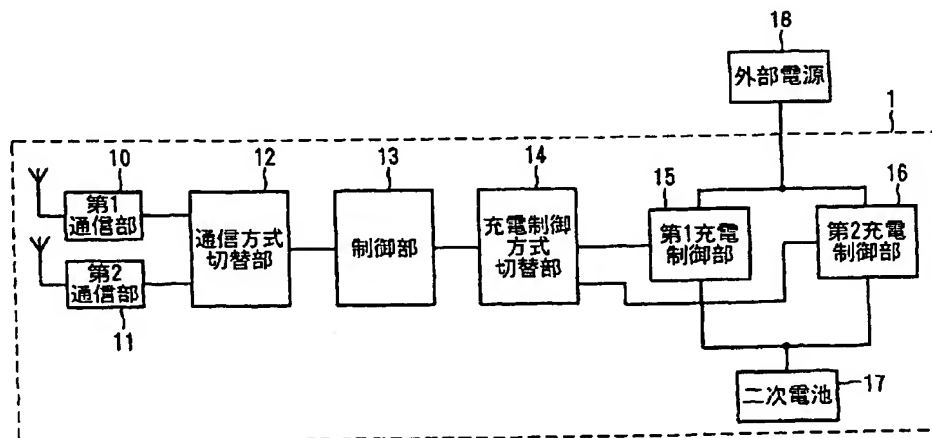 18
外部電源
1
10
第1
通信部
12
通信方式
切替部
13
制御部
14
充電制御
方式
切替部
15
第1充電
制御部
16
第2充電
制御部
第2
通信部
11
二次電池
17